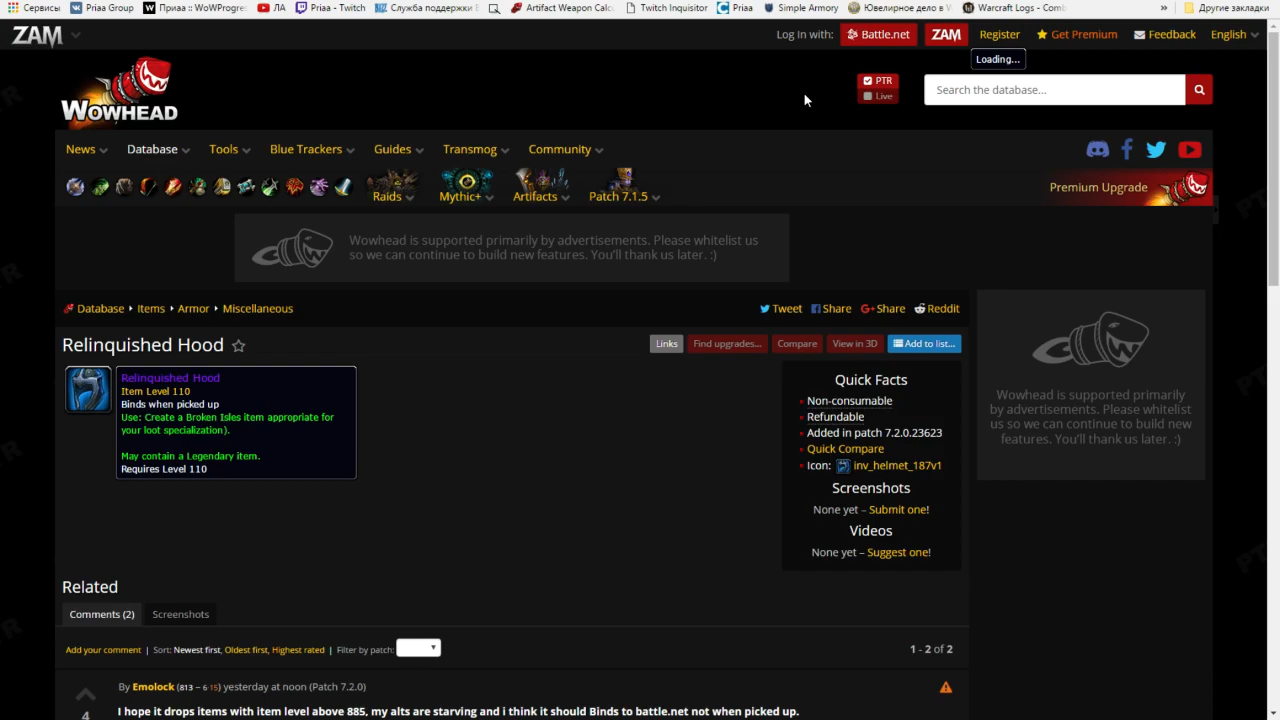 Сервисы Priaa Group Приаа :: WoWProgres ЛА Priaa - Twitch Служба поддержки Artifact Weapon Calcu Twitch Inquisitor Priaa Simple Armory Ювелирное дело в Warcraft Logs - Comb » Другие закладки
ZAM Log In with: Battle.net ZAM Register Get Premium Feedback English
Loading...
WOWHEAD
PTR
Live
Search the database...
News Database Tools Blue Trackers Guides Transmog Community
Raids Mythic+ Artifacts Patch 7.1.5
Premium Upgrade
Wowhead is supported primarily by advertisements. Please whitelist us
so we can continue to build new features. You'll thank us later. :)
Database Items Armor Miscellaneous
Tweet Share Share Reddit
Relinquished Hood
Links Find upgrades... Compare View in 3D Add to list...
Relinquished Hood
Item Level 110
Binds when picked up
Use: Create a Broken Isles item appropriate for
your loot specialization).
May contain a Legendary item.
Requires Level 110
Quick Facts
Non-consumable
Refundable
Added in patch 7.2.0.23623
Quick Compare
Icon: inv_helmet_187v1
Screenshots
None yet – Submit one!
Videos
None yet – Suggest one!
Wowhead is supported
primarily by advertisements.
Please whitelist us so we can
continue to build new
features. You'll thank us
later. :)
Related
Comments (2) Screenshots
Add your comment | Sort: Newest first, Oldest first, Highest rated | Filter by patch:
1 - 2 of 2
By Emolock (813 – 6·15) yesterday at noon (Patch 7.2.0)
4
I hope it drops items with item level above 885, my alts are starving and i think it should Binds to battle.net not when picked up.